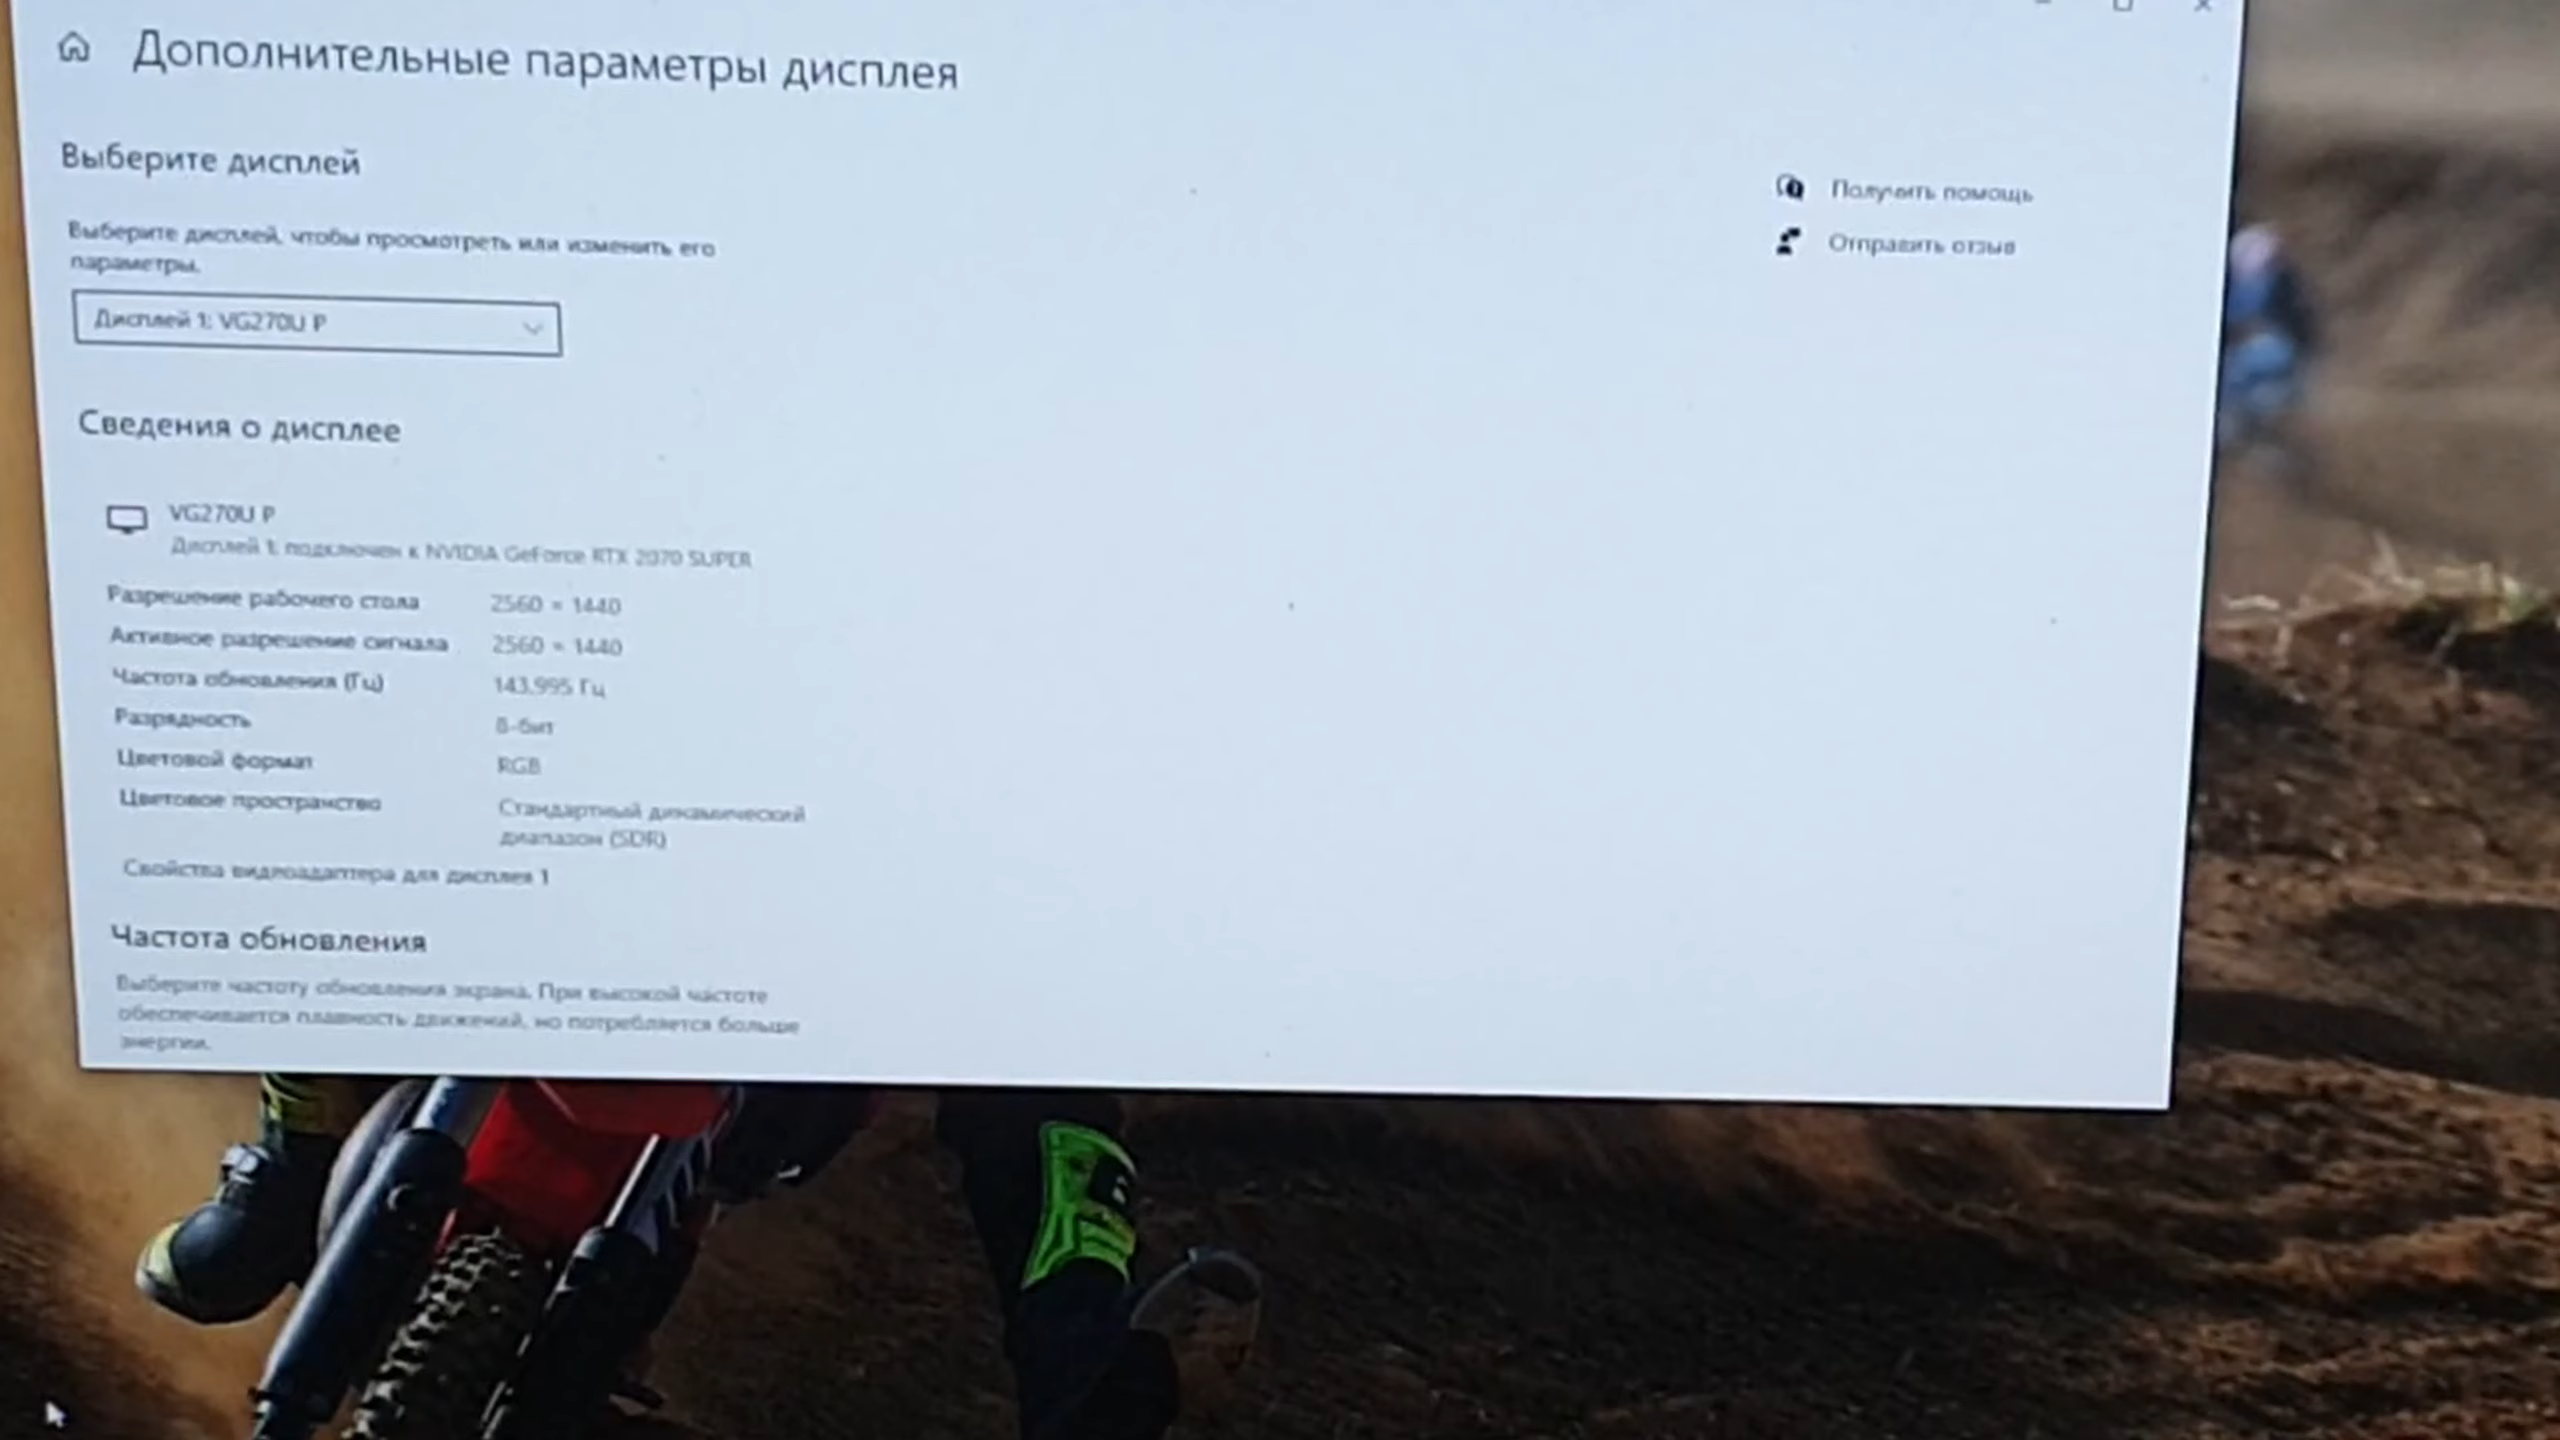 Дополнительные параметры дисплея
Выберите дисплей
Выберите дисплей, чтобы просмотреть или изменить его
параметры.
Дисплей 1: VG270U P
Сведения о дисплее
VG270U P
Дисплей 1: подключен к NVIDIA GeForce RTX 2070 SUPER
Разрешение рабочего стола 2560 × 1440
Активное разрешение сигнала 2560 × 1440
Частота обновления (Гц) 143,995 Гц
Разрядность 8-бит
Цветовой формат RGB
Цветовое пространство Стандартный динамический
диапазон (SDR)
Свойства видеоадаптера для дисплея 1
Частота обновления
Выберите частоту обновления экрана. При высокой частоте
обеспечивается плавность движений, но потребляется больше
энергии.
Получить помощь
Отправить отзыв